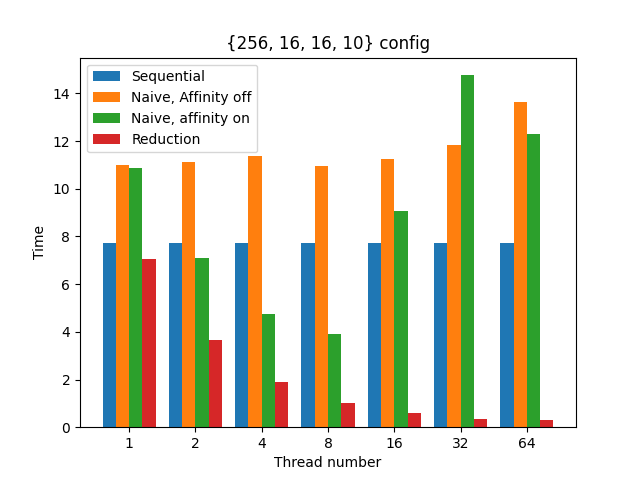 {256, 16, 16, 10} config
Sequential
Naive, Affinity off
Naive, affinity on
Reduction
Time
14
12
10
8
6
4
2
0
1 2 4 8 16 32 64
Thread number